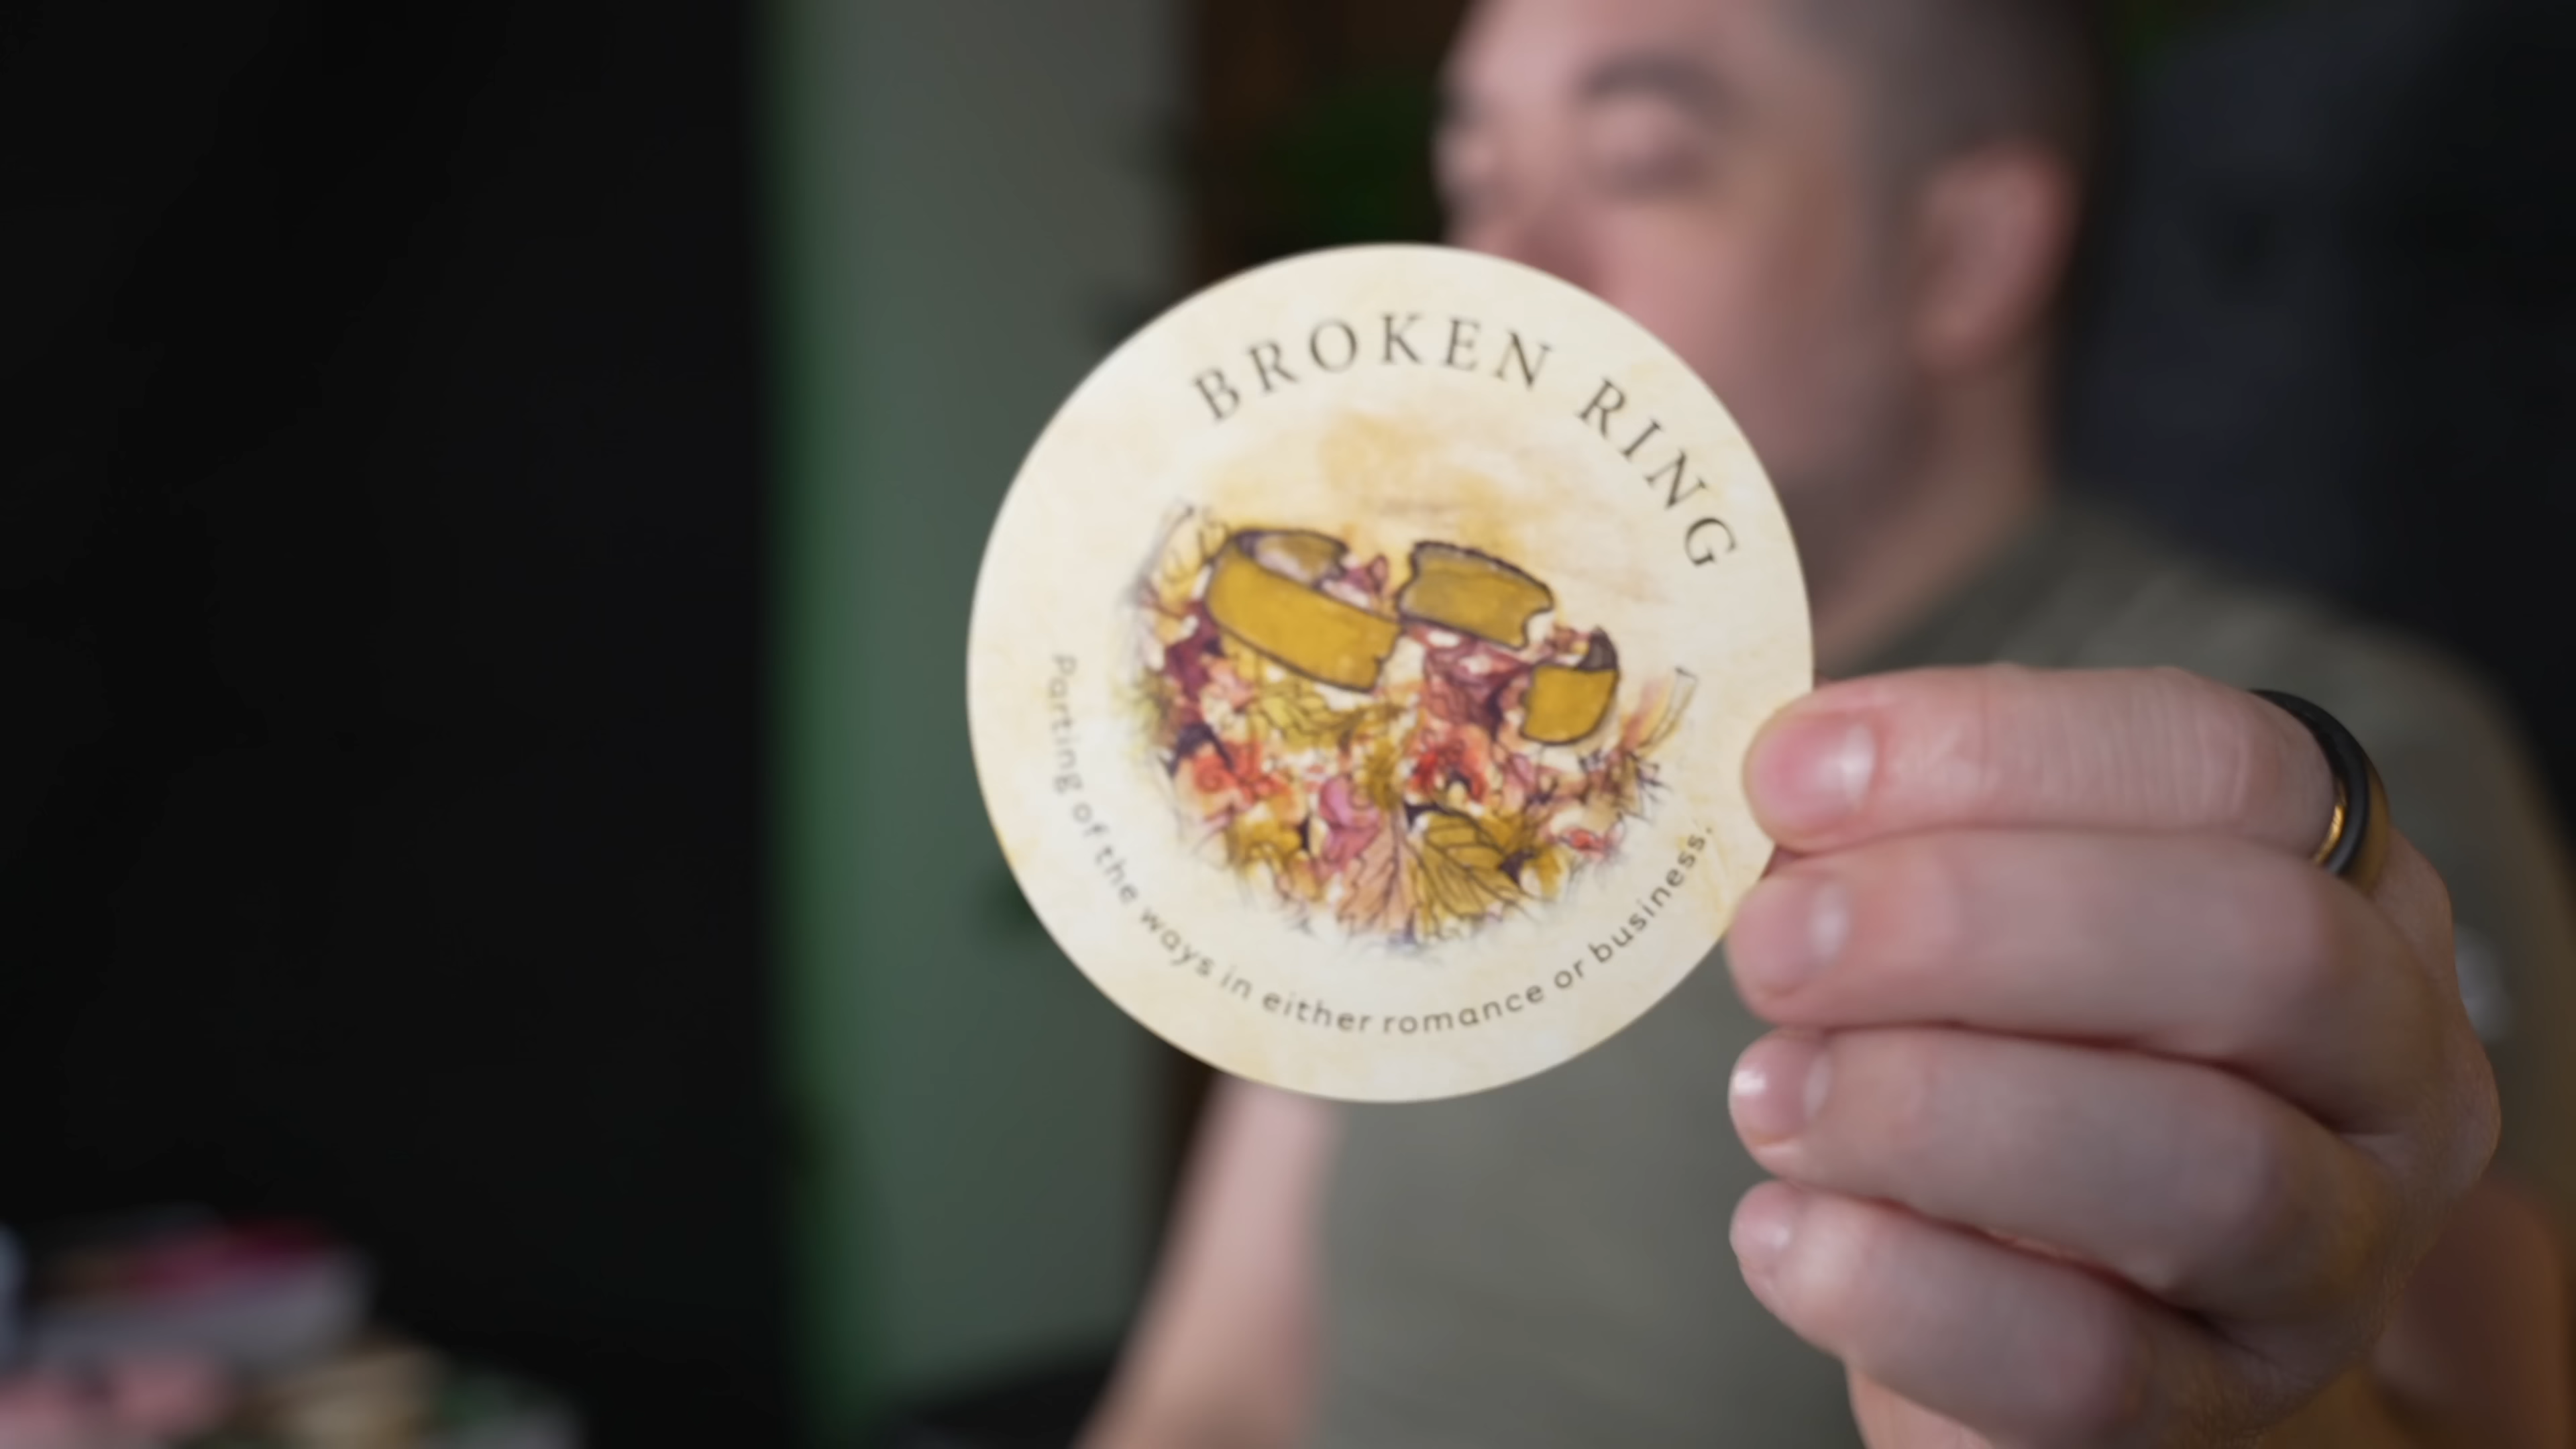 BROKEN RING
Parting of the ways in either romance or business.